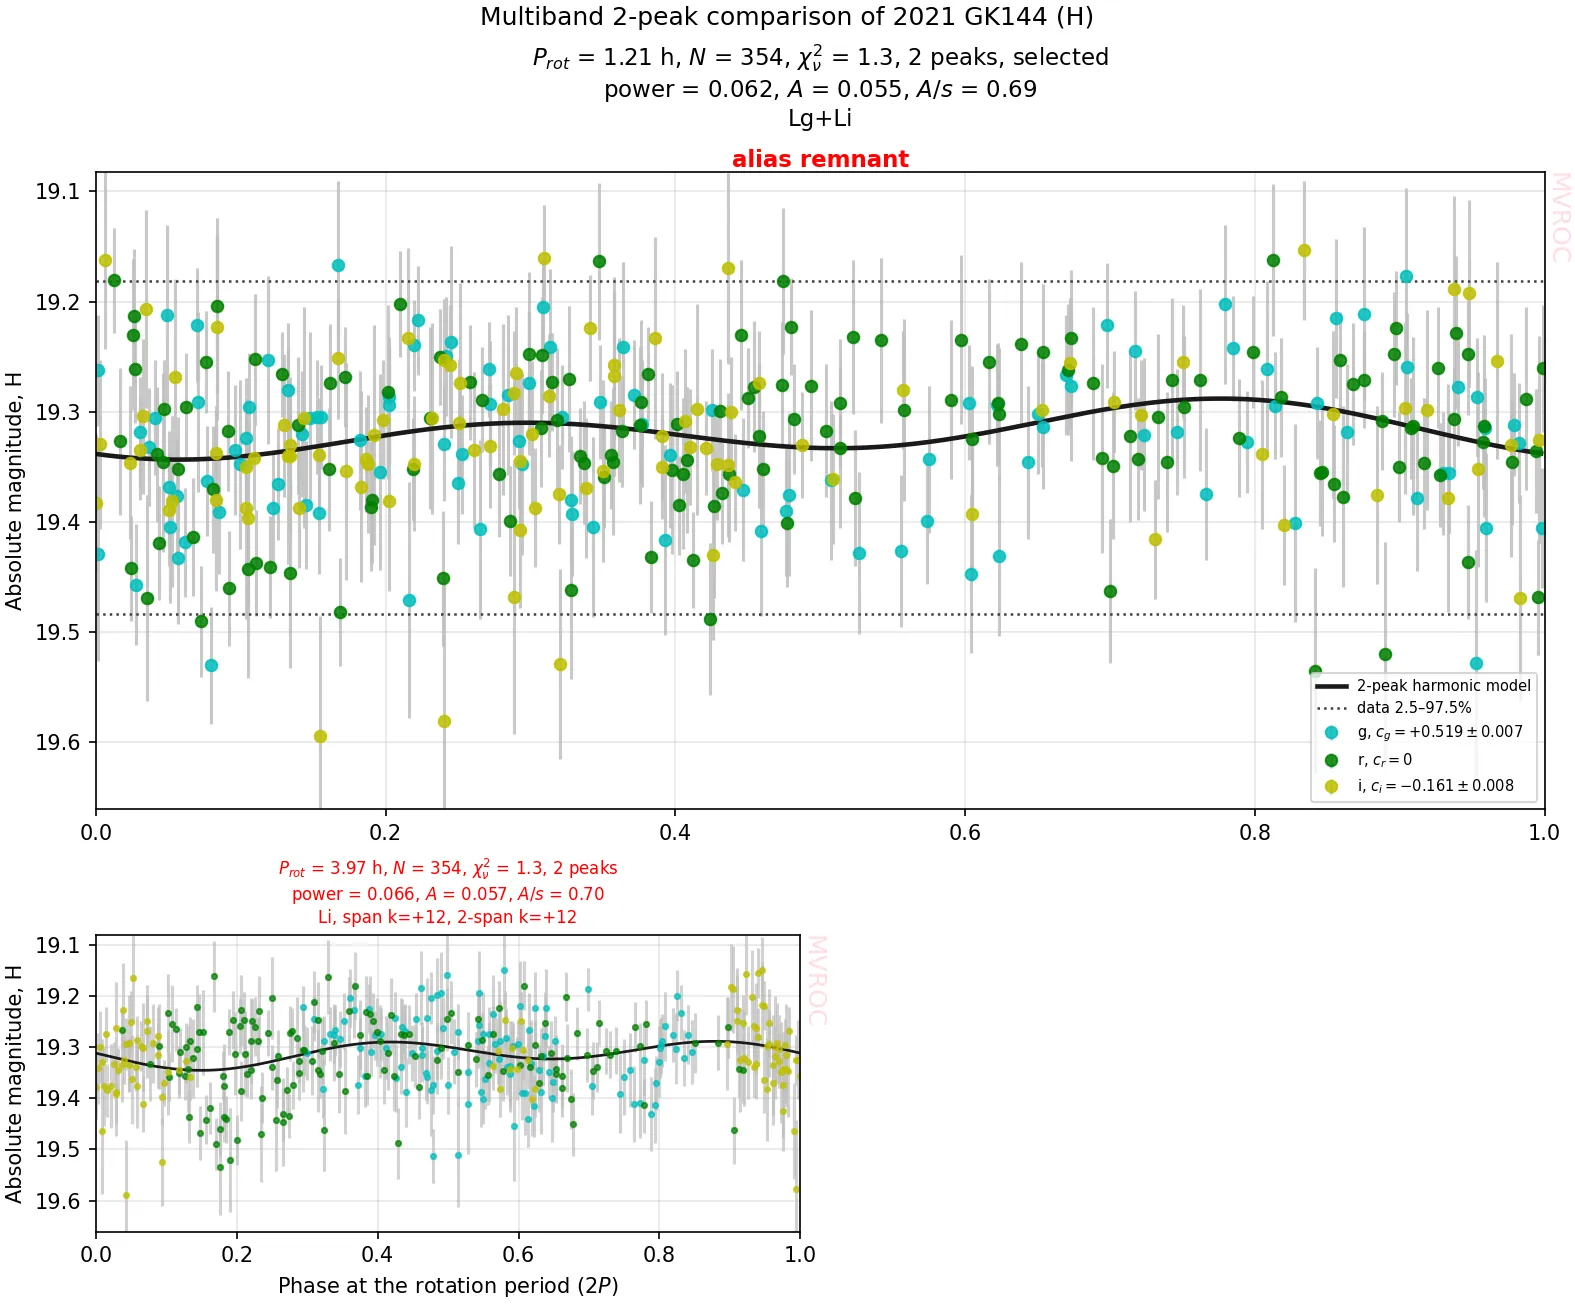 Multiband 2-peak comparison of 2021 GK144 (H)
P_rot = 1.21 h, N = 354, χ²_ν = 1.3, 2 peaks, selected
power = 0.062, A = 0.055, A/s = 0.69
Lg+Li
alias remnant
MVROC
Absolute magnitude, H
19.1
19.2
19.3
19.4
19.5
19.6
2-peak harmonic model
data 2.5–97.5%
g, c_g = +0.519 ± 0.007
r, c_r = 0
i, c_i = −0.161 ± 0.008
0.0 0.2 0.4 0.6 0.8 1.0
P_rot = 3.97 h, N = 354, χ²_ν = 1.3, 2 peaks
power = 0.066, A = 0.057, A/s = 0.70
Li, span k=+12, 2-span k=+12
MVROC
Absolute magnitude, H
19.1
19.2
19.3
19.4
19.5
19.6
0.0 0.2 0.4 0.6 0.8 1.0
Phase at the rotation period (2P)